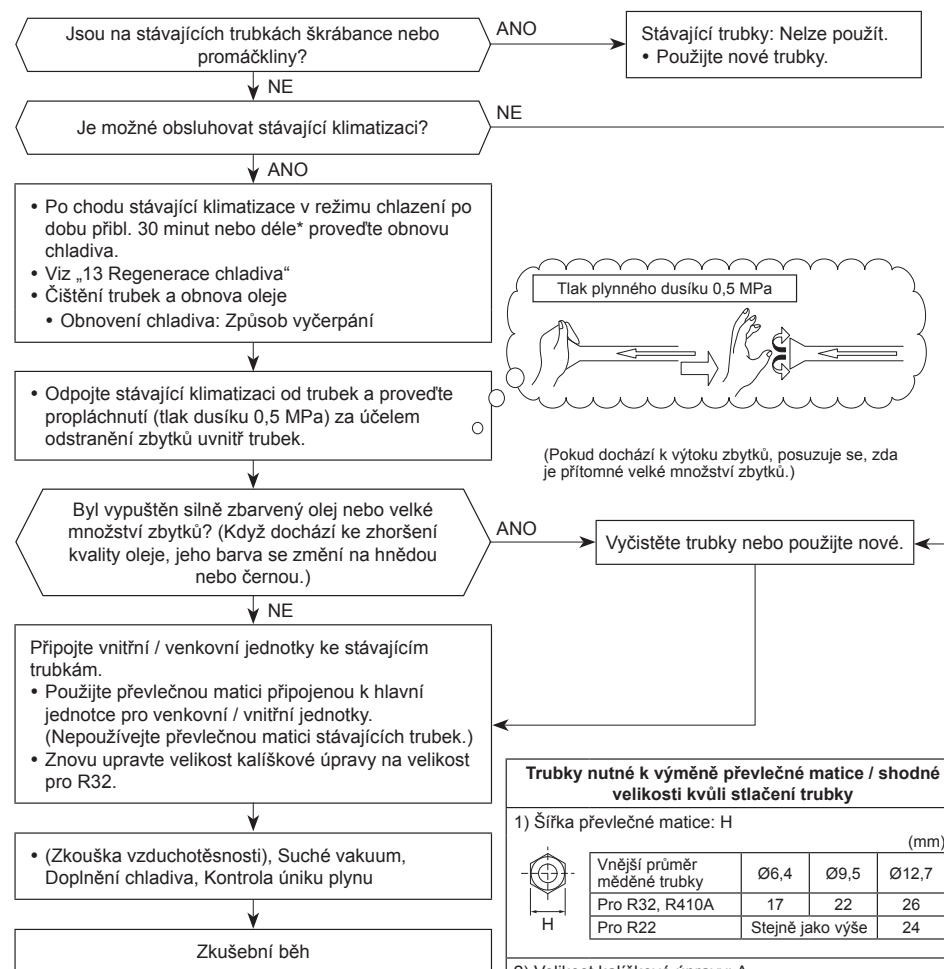 Jsou na stávajících trubkách škrábance nebo
promáčkliny?
ANO
Stávající trubky: Nelze použít.
• Použijte nové trubky.
NE
Je možné obsluhovat stávající klimatizaci?
NE
ANO
• Po chodu stávající klimatizace v režimu chlazení po
dobu přibl. 30 minut nebo déle* proveďte obnovu
chladiva.
• Viz „13 Regenerace chladiva“
• Čištění trubek a obnova oleje
• Obnovení chladiva: Způsob vyčerpání
Tlak plynného dusíku 0,5 MPa
• Odpojte stávající klimatizaci od trubek a proveďte
propláchnutí (tlak dusíku 0,5 MPa) za účelem
odstranění zbytků uvnitř trubek.
(Pokud dochází k výtoku zbytků, posuzuje se, zda
je přítomné velké množství zbytků.)
Byl vypuštěn silně zbarvený olej nebo velké
množství zbytků? (Když dochází ke zhoršení
kvality oleje, jeho barva se změní na hnědou
nebo černou.)
ANO
Vyčistěte trubky nebo použijte nové.
NE
Připojte vnitřní / venkovní jednotky ke stávajícím
trubkám.
• Použijte převlečnou matici připojenou k hlavní
jednotce pro venkovní / vnitřní jednotky.
(Nepoužívejte převlečnou matici stávajících trubek.)
• Znovu upravte velikost kalíškové úpravy na velikost
pro R32.
• (Zkouška vzduchotěsnosti), Suché vakuum,
Doplnění chladiva, Kontrola úniku plynu
Zkušební běh
Trubky nutné k výměně převlečné matice / shodné
velikosti kvůli stlačení trubky
1) Šířka převlečné matice: H
(mm)
H
Vnější průměr
měděné trubky
Ø6,4 Ø9,5 Ø12,7
Pro R32, R410A 17 22 26
Pro R22 Stejně jako výše 24
2) Velikost kalíškové úpravy: A